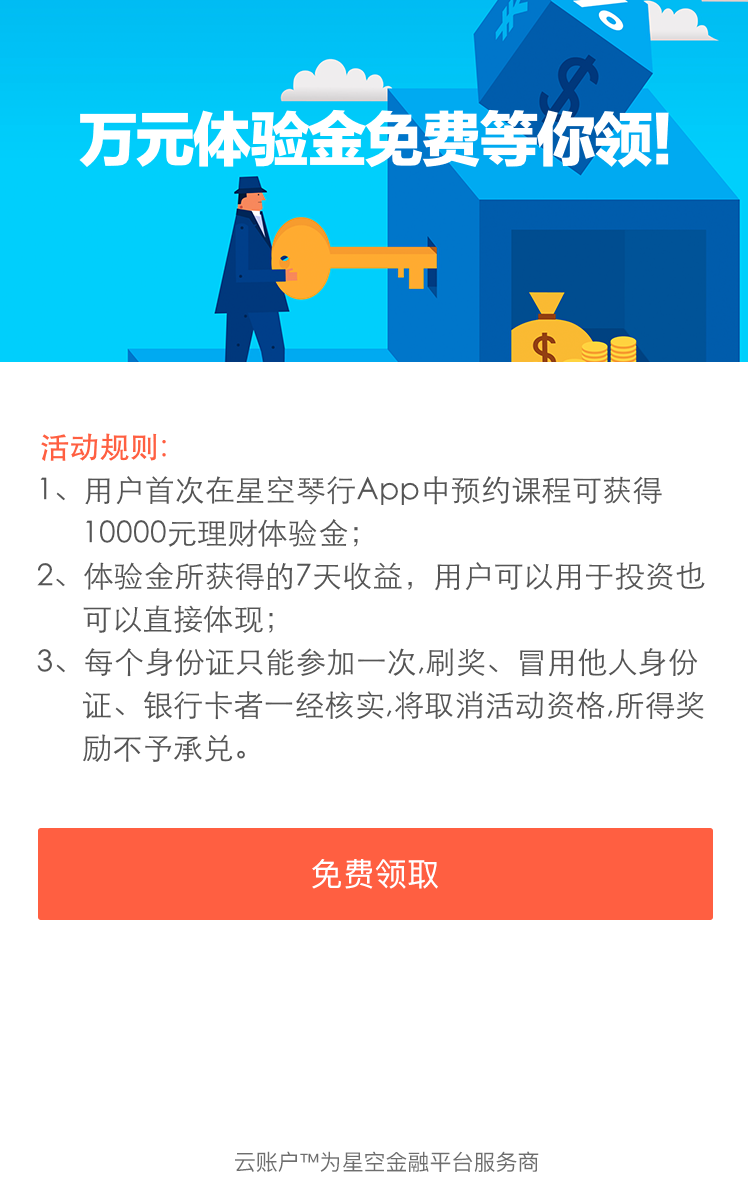 万元体验金免费等你领!
活动规则:
1、用户首次在星空琴行App中预约课程可获得
10000元理财体验金;
2、体验金所获得的7天收益，用户可以用于投资也
可以直接体现;
3、每个身份证只能参加一次,刷奖、冒用他人身份
证、银行卡者一经核实,将取消活动资格,所得奖
励不予承兑。
免费领取
云账户™为星空金融平台服务商